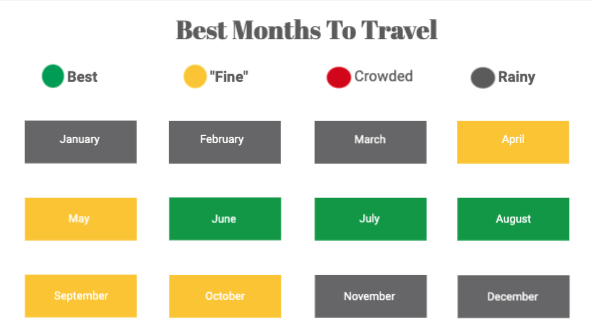 Best Months To Travel
Best "Fine" Crowded Rainy
January February March April
May June July August
September October November December